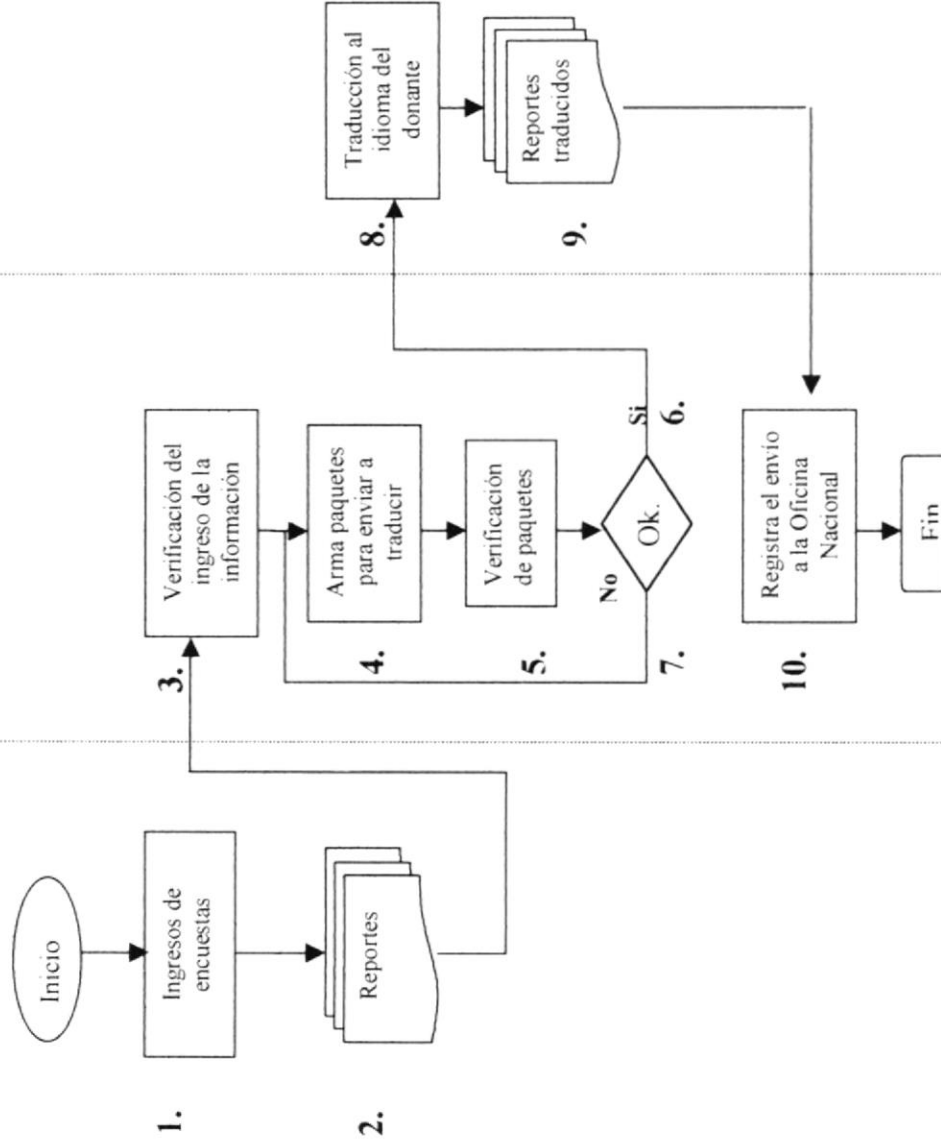 Inicio
1.
Ingresos de
encuestas
2.
Reportes
3.
Verificación del
ingreso de la
información
4.
Arma paquetes
para enviar a
traducir
5.
Verificación
de paquetes
No
Ok.
Si
6.
7.
8.
Traducción al
idioma del
donante
9.
Reportes
traducidos
10.
Registra el envio
a la Oficina
Nacional
Fin